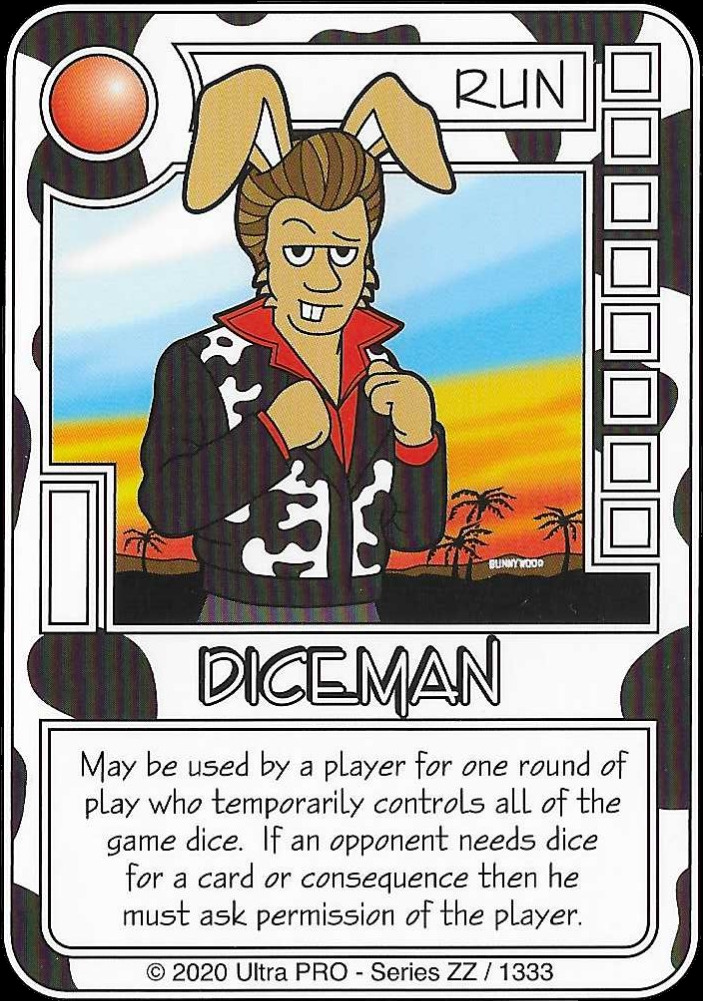 RUN
BUNNYWOOD
DICEMAN
May be used by a player for one round of
play who temporarily controls all of the
game dice. If an opponent needs dice
for a card or consequence then he
must ask permission of the player.
© 2020 Ultra PRO - Series ZZ / 1333